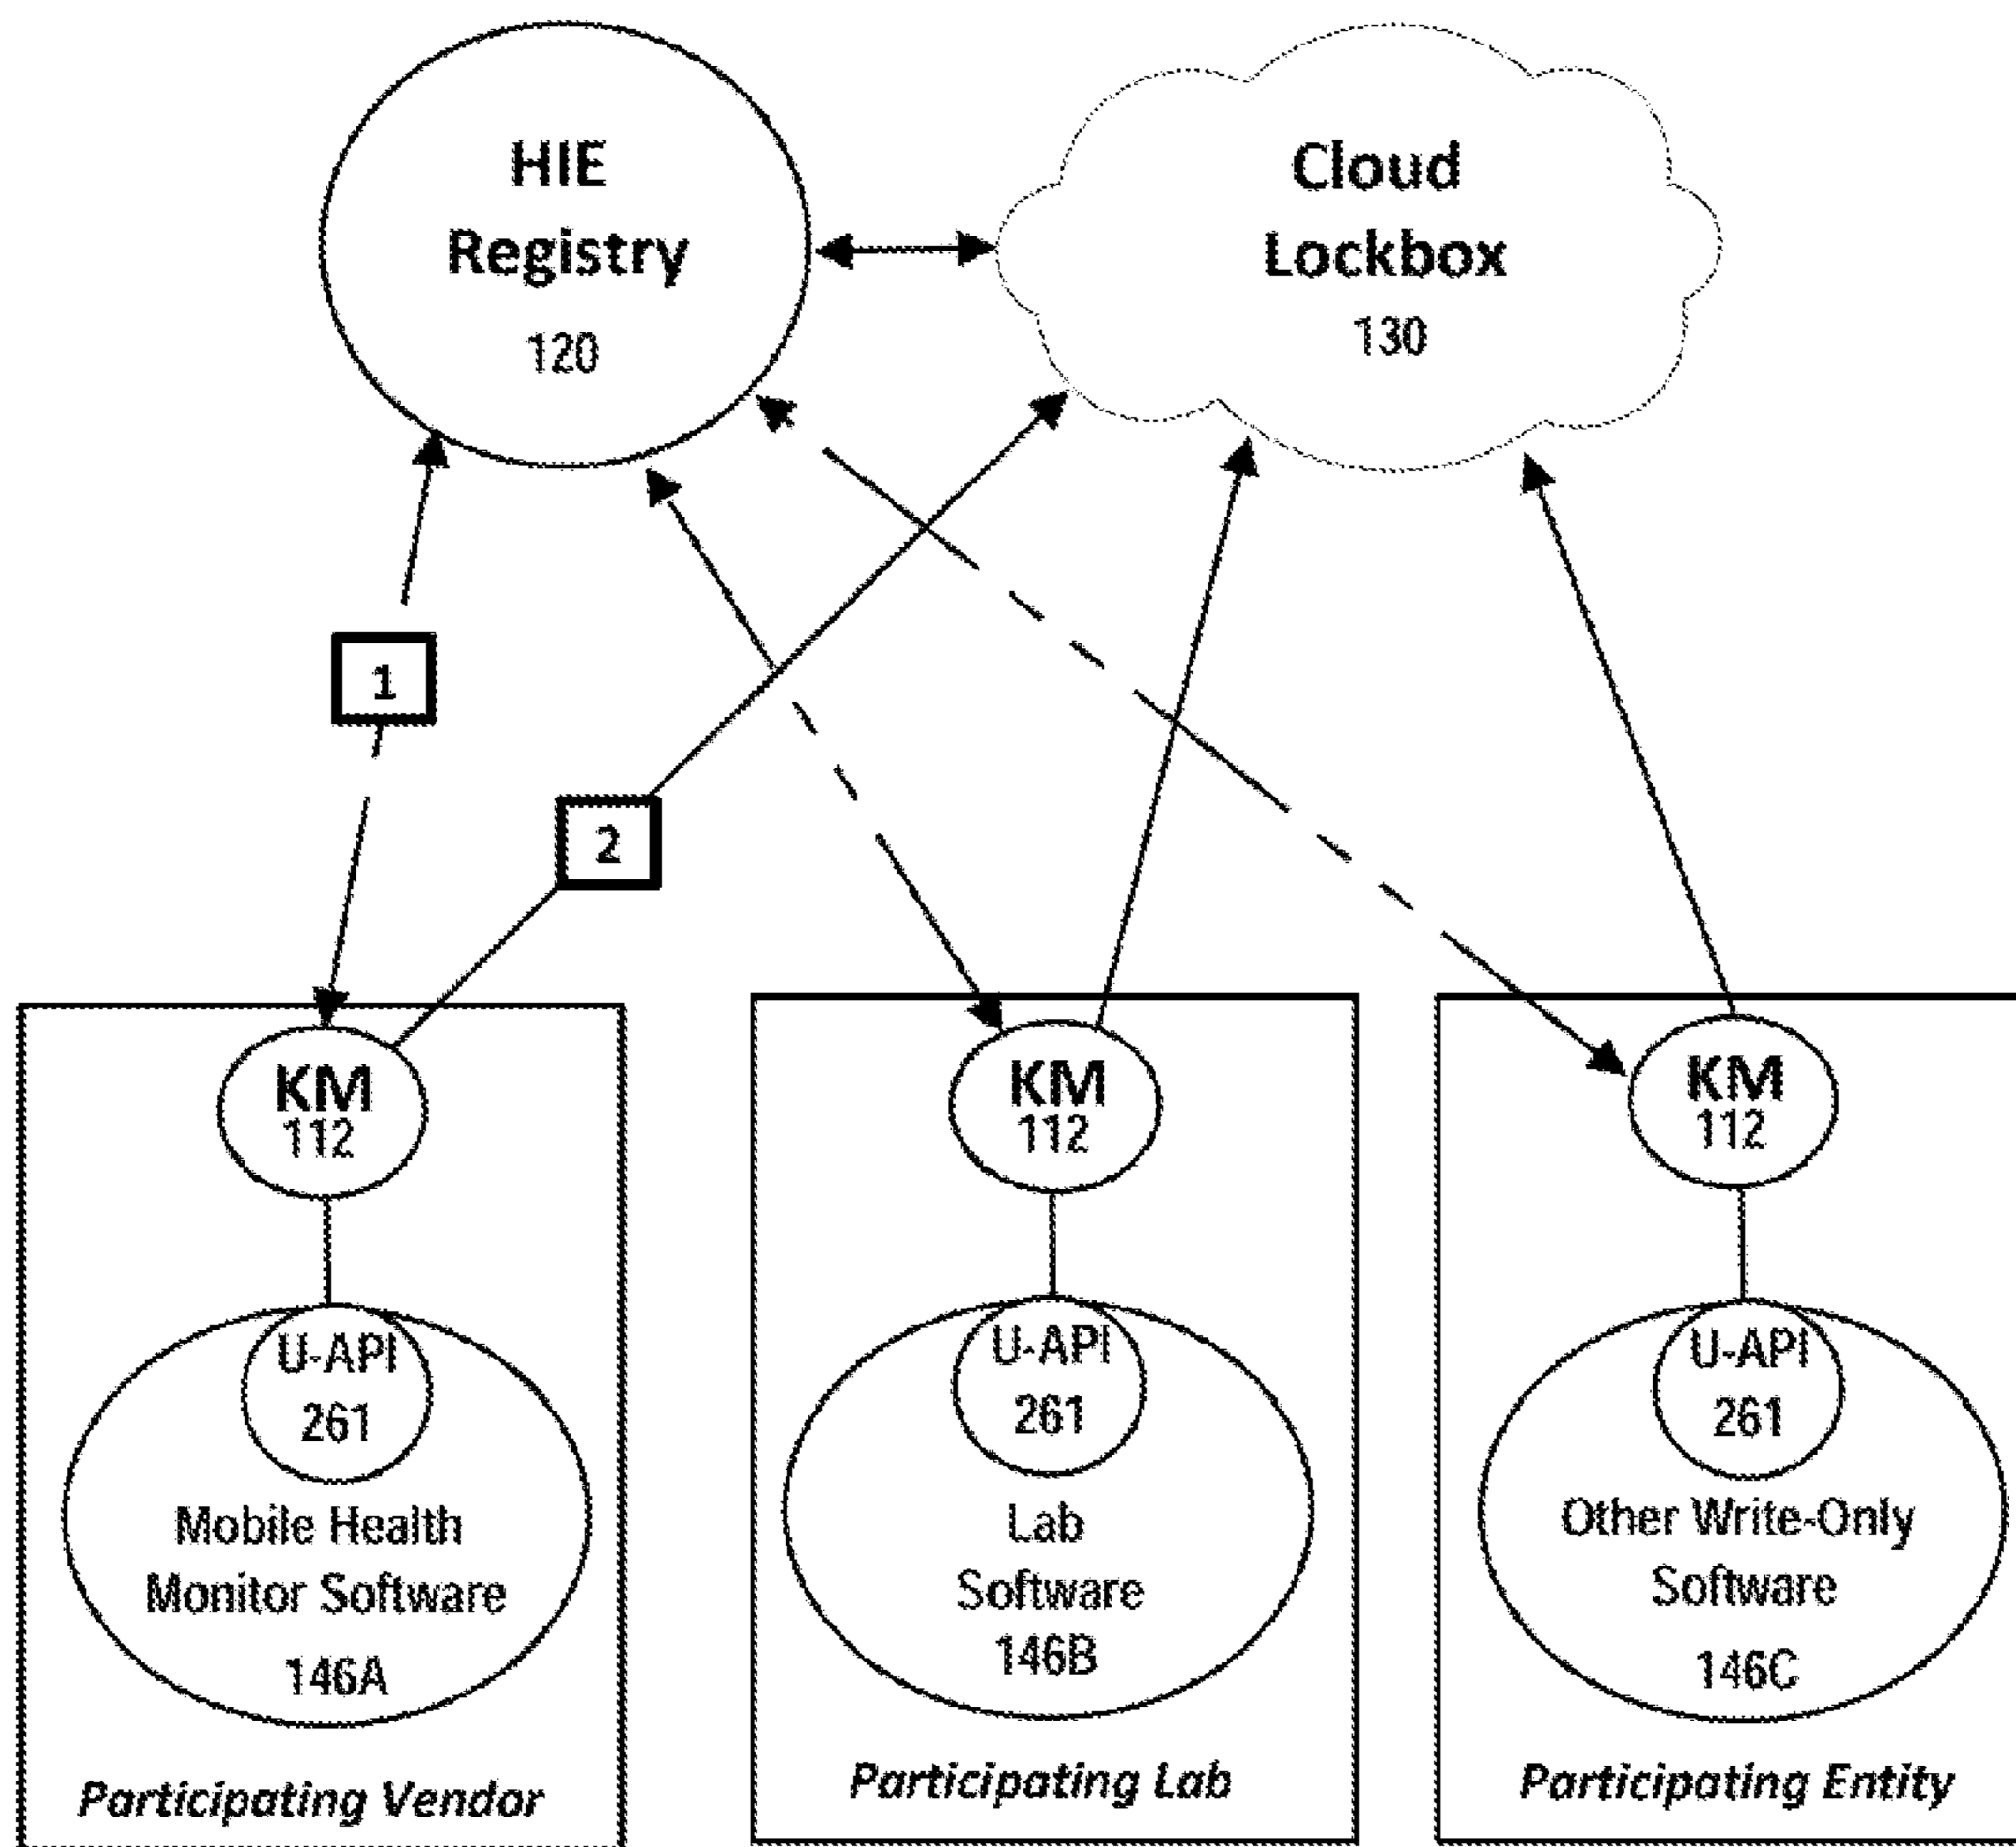 HIE
Registry
120
Cloud
Lockbox
130
1
2
KM
112
U-API
261
Mobile Health
Monitor Software
146A
Participating Vendor
KM
112
U-API
261
Lab
Software
146B
Participating Lab
KM
112
U-API
261
Other Write-Only
Software
146C
Participating Entity